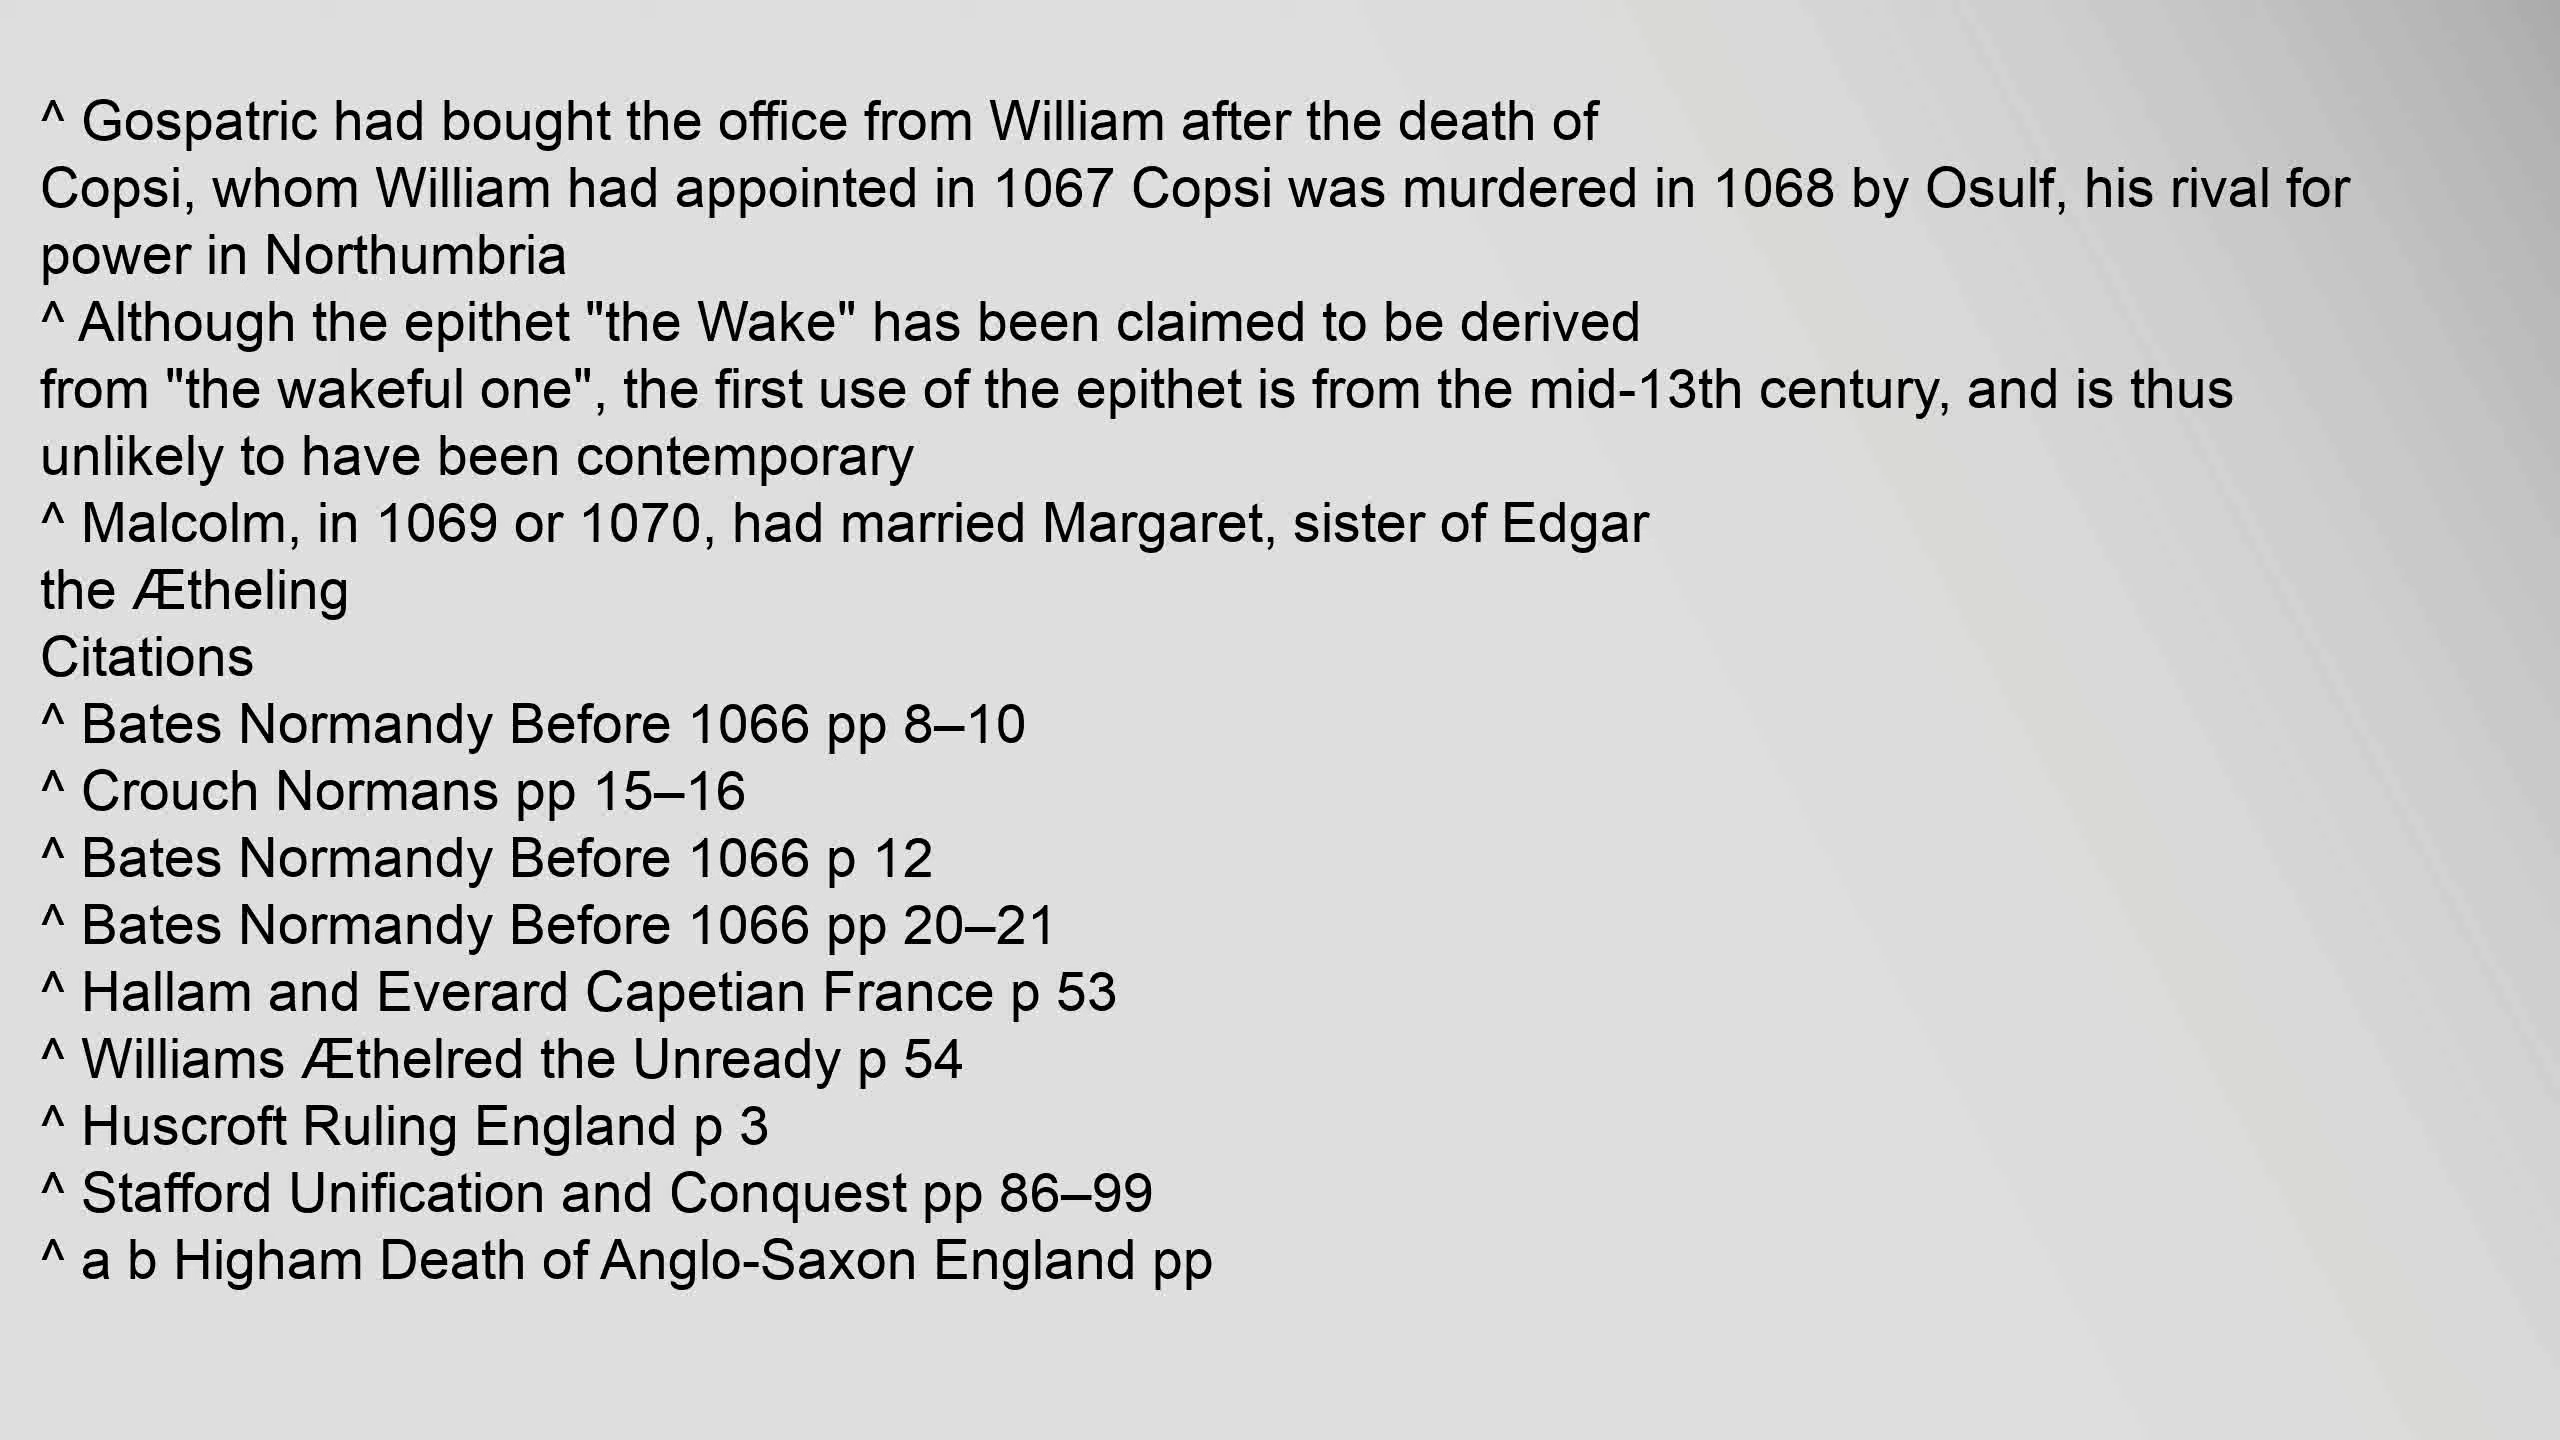 ^ Gospatric had bought the office from William after the death of
Copsi, whom William had appointed in 1067 Copsi was murdered in 1068 by Osulf, his rival for
power in Northumbria
^ Although the epithet "the Wake" has been claimed to be derived
from "the wakeful one", the first use of the epithet is from the mid-13th century, and is thus
unlikely to have been contemporary
^ Malcolm, in 1069 or 1070, had married Margaret, sister of Edgar
the Ætheling
Citations
^ Bates Normandy Before 1066 pp 8–10
^ Crouch Normans pp 15–16
^ Bates Normandy Before 1066 p 12
^ Bates Normandy Before 1066 pp 20–21
^ Hallam and Everard Capetian France p 53
^ Williams Æthelred the Unready p 54
^ Huscroft Ruling England p 3
^ Stafford Unification and Conquest pp 86–99
^ a b Higham Death of Anglo-Saxon England pp